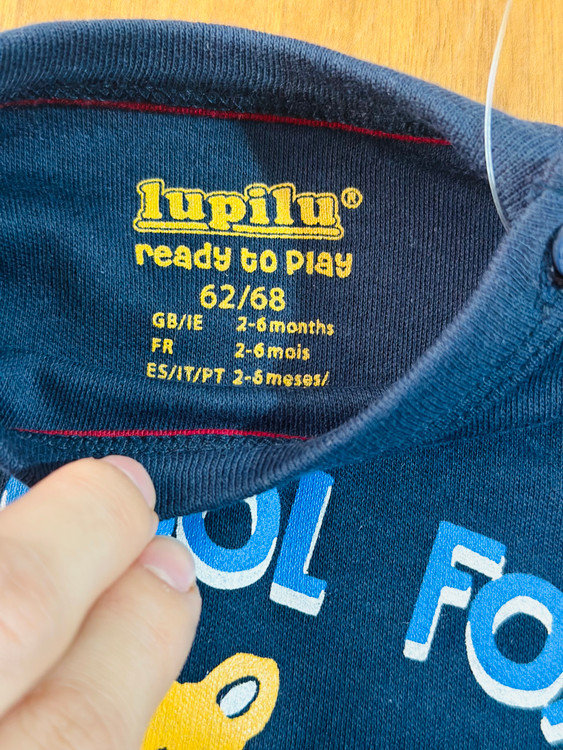 lupilu®
ready to play
62/68
GB/IE 2-6 months
FR 2-6 mois
ES/IT/PT 2-6 meses/